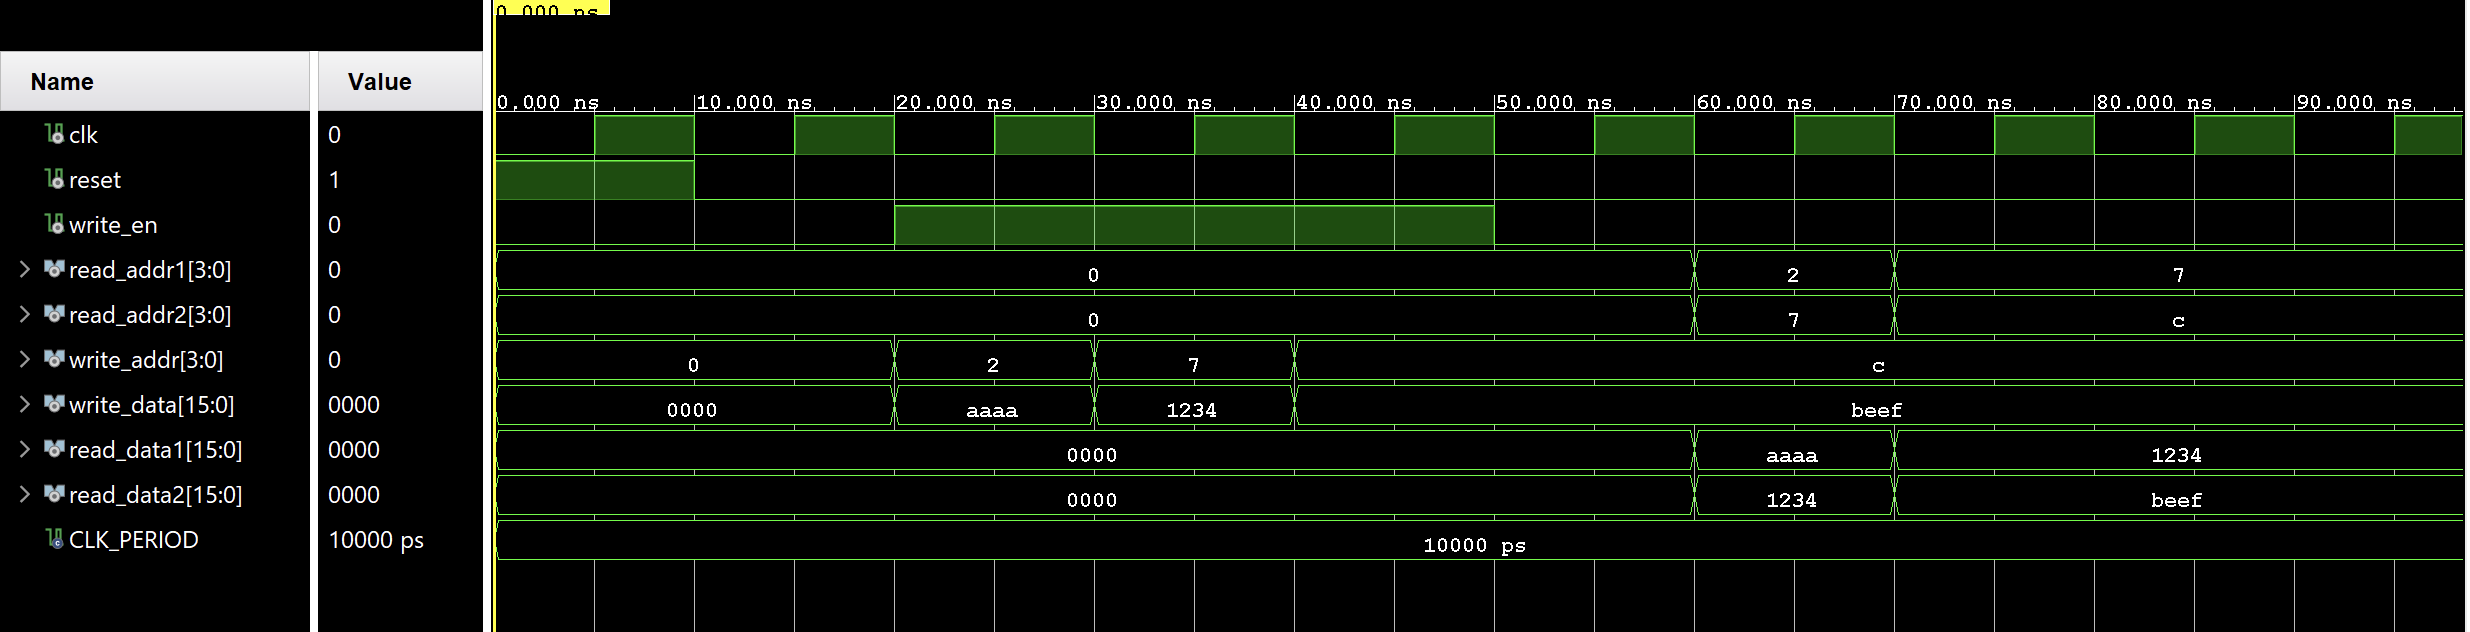 0.000 ns
Name Value
0.000 ns 10.000 ns 20.000 ns 30.000 ns 40.000 ns 50.000 ns 60.000 ns 70.000 ns 80.000 ns 90.000 ns
clk 0
reset 1
write_en 0
read_addr1[3:0] 0 0 2 7
read_addr2[3:0] 0 0 7 c
write_addr[3:0] 0 0 2 7 c
write_data[15:0] 0000 0000 aaaa 1234 beef
read_data1[15:0] 0000 0000 aaaa 1234
read_data2[15:0] 0000 0000 1234 beef
CLK_PERIOD 10000 ps 10000 ps